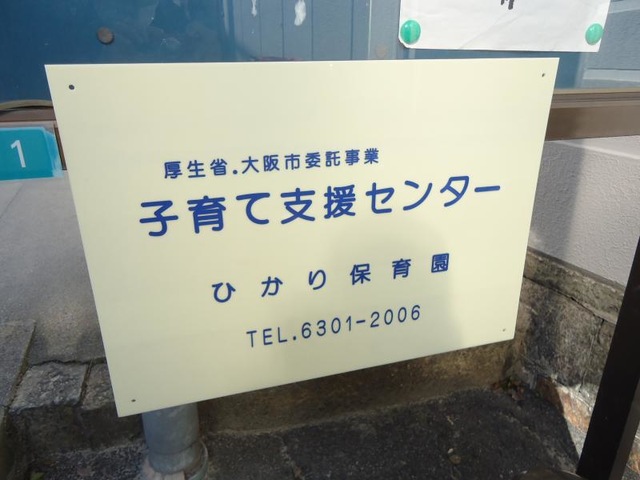 厚生省.大阪市委託事業
子育て支援センター
ひかり保育園
TEL.6301-2006
1